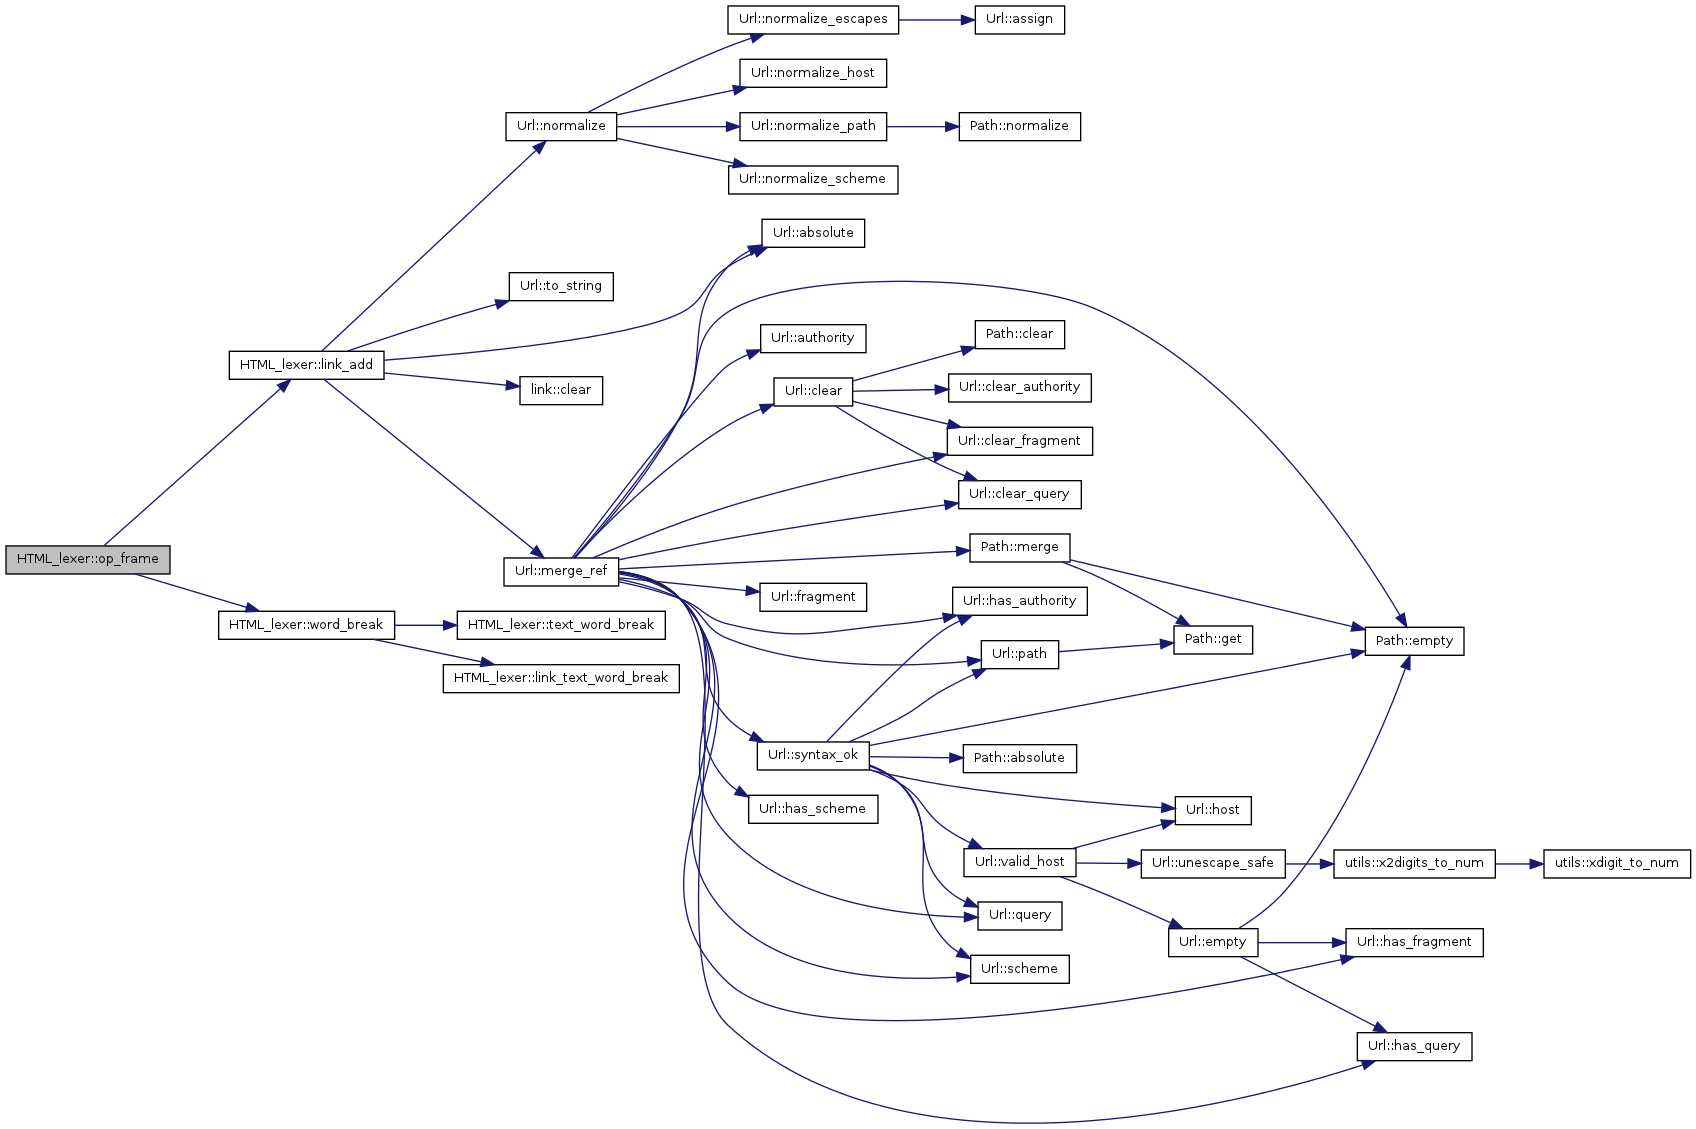 Url::normalize_escapes
Url::assign
Url::normalize_host
Url::normalize
Url::normalize_path
Path::normalize
Url::normalize_scheme
Url::absolute
Url::to_string
Url::authority
Path::clear
HTML_lexer::link_add
link::clear
Url::clear
Url::clear_authority
Url::clear_fragment
Url::clear_query
HTML_lexer::op_frame
Url::merge_ref
Path::merge
Url::fragment
Url::has_authority
HTML_lexer::word_break
HTML_lexer::text_word_break
Url::path
Path::get
Path::empty
HTML_lexer::link_text_word_break
Url::syntax_ok
Path::absolute
Url::has_scheme
Url::host
Url::valid_host
Url::unescape_safe
utils::x2digits_to_num
utils::xdigit_to_num
Url::query
Url::empty
Url::has_fragment
Url::scheme
Url::has_query